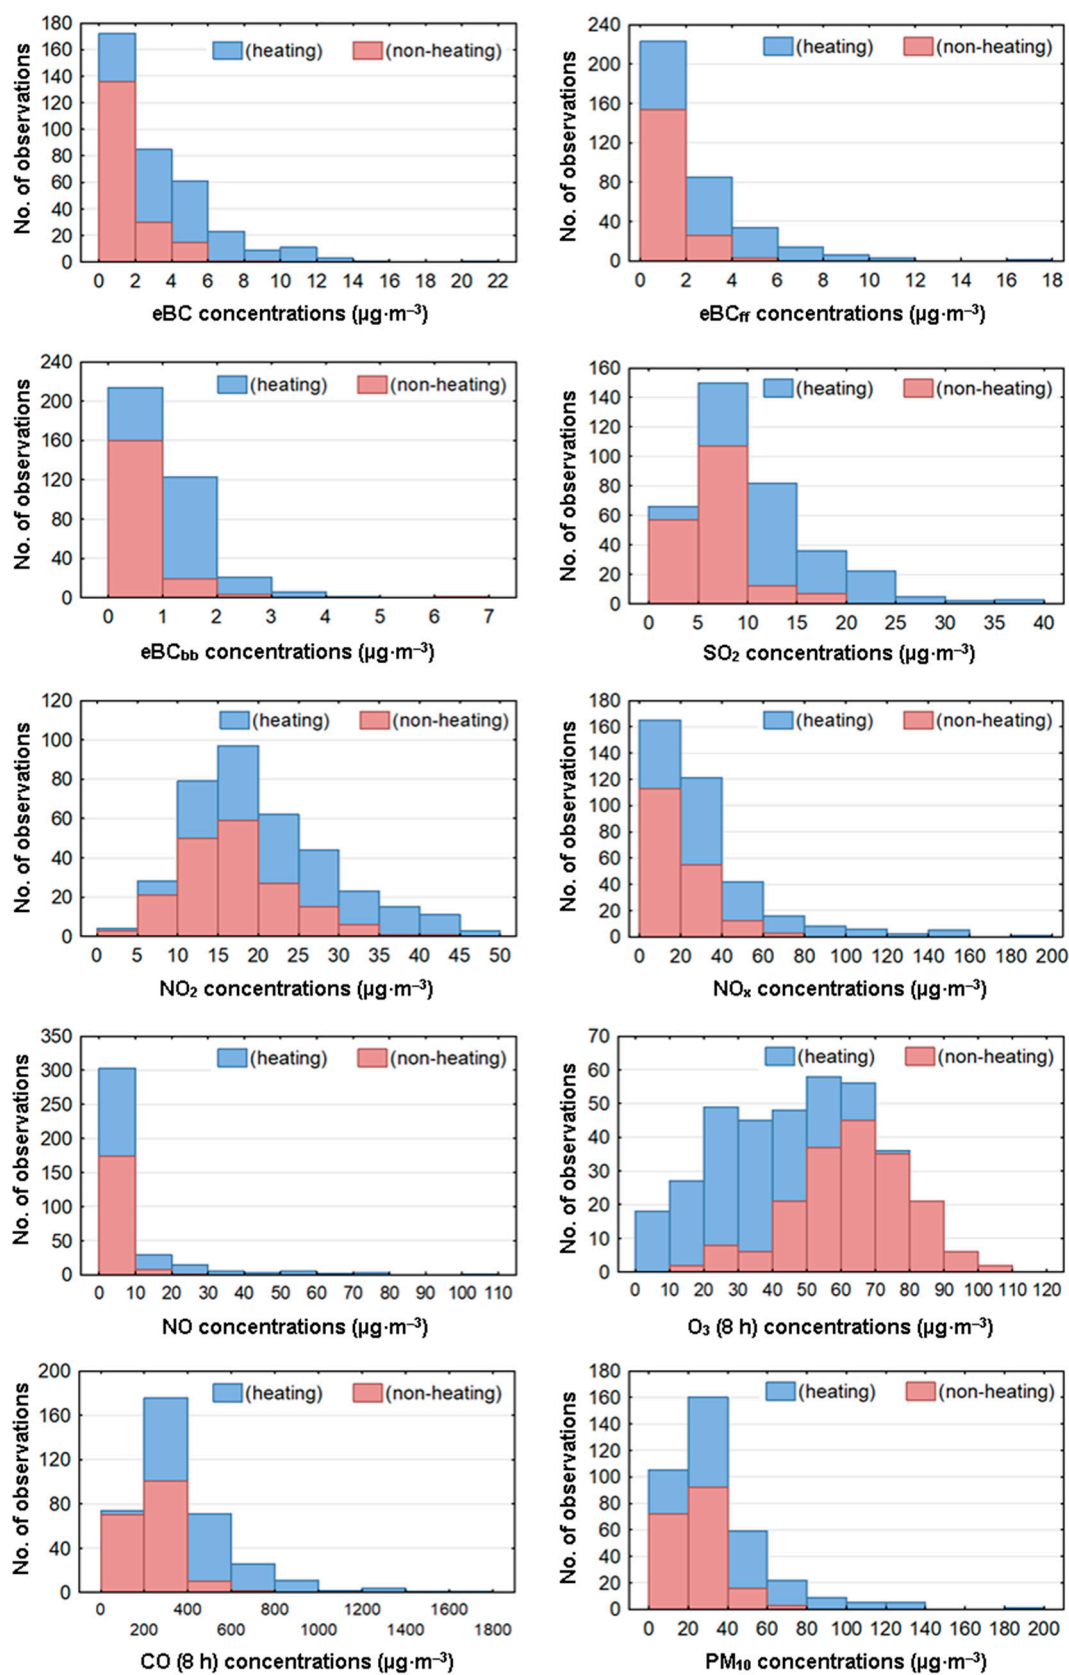 No. of observations
180
160
140
120
100
80
60
40
20
0
(heating) (non-heating)
0 2 4 6 8 10 12 14 16 18 20 22
eBC concentrations (µg·m⁻³)
No. of observations
240
200
160
120
80
40
0
(heating) (non-heating)
0 2 4 6 8 10 12 14 16 18
eBCff concentrations (µg·m⁻³)
No. of observations
240
200
160
120
80
40
0
(heating) (non-heating)
0 1 2 3 4 5 6 7
eBCbb concentrations (µg·m⁻³)
No. of observations
160
140
120
100
80
60
40
20
0
(heating) (non-heating)
0 5 10 15 20 25 30 35 40
SO₂ concentrations (µg·m⁻³)
No. of observations
120
100
80
60
40
20
0
(heating) (non-heating)
0 5 10 15 20 25 30 35 40 45 50
NO₂ concentrations (µg·m⁻³)
No. of observations
180
160
140
120
100
80
60
40
20
0
(heating) (non-heating)
0 20 40 60 80 100 120 140 160 180 200
NOₓ concentrations (µg·m⁻³)
No. of observations
350
300
250
200
150
100
50
0
(heating) (non-heating)
0 10 20 30 40 50 60 70 80 90 100 110
NO concentrations (µg·m⁻³)
No. of observations
70
60
50
40
30
20
10
0
(heating) (non-heating)
0 10 20 30 40 50 60 70 80 90 100 110 120
O₃ (8 h) concentrations (µg·m⁻³)
No. of observations
200
160
120
80
40
0
(heating) (non-heating)
0 400 800 1200 1600
200 600 1000 1400 1800
CO (8 h) concentrations (µg·m⁻³)
No. of observations
180
160
140
120
100
80
60
40
20
0
(heating) (non-heating)
0 20 40 60 80 100 120 140 160 180 200
PM₁₀ concentrations (µg·m⁻³)